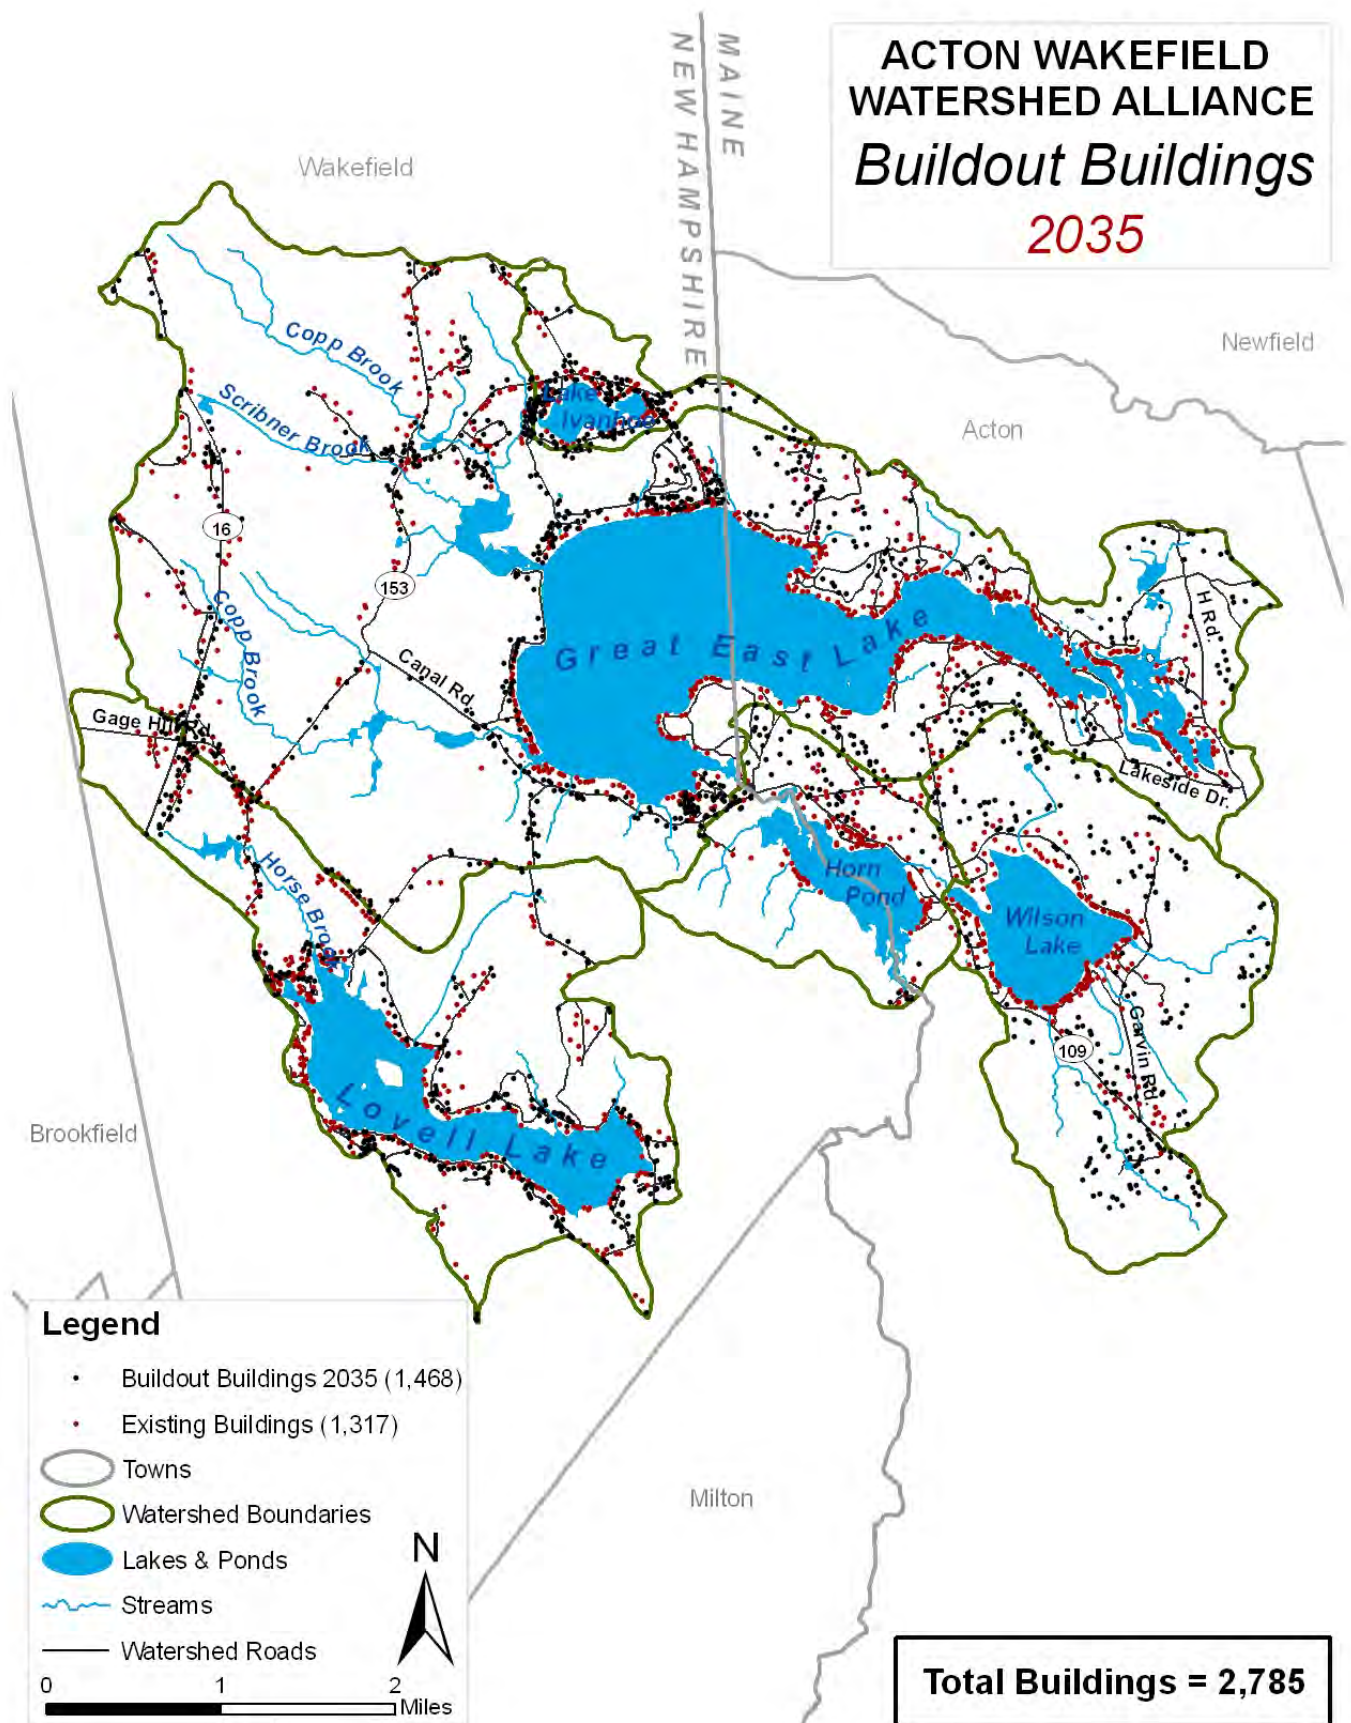 ACTON WAKEFIELD
WATERSHED ALLIANCE
Buildout Buildings
2035
MAINE
NEW HAMPSHIRE
Wakefield
Newfield
Acton
Copp Brook
Scribner Brook
Lake
Ivanhoe
16
153
H Rd
Copp Brook
Great East Lake
Canal Rd
Gage Hill Rd
Lakeside Dr.
Horse Brook
Horn
Pond
Wilson
Lake
Garvin Rd
109
Lovell Lake
Brookfield
Milton
Legend
Buildout Buildings 2035 (1,468)
Existing Buildings (1,317)
Towns
Watershed Boundaries
Lakes & Ponds
Streams
Watershed Roads
N
0 1 2
Miles
Total Buildings = 2,785